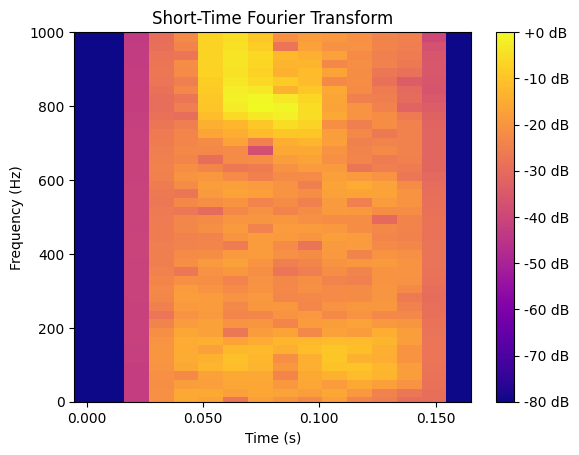 Short-Time Fourier Transform
1000
800
600
400
200
0
Frequency (Hz)
0.000
0.050
0.100
0.150
Time (s)
+0 dB
-10 dB
-20 dB
-30 dB
-40 dB
-50 dB
-60 dB
-70 dB
-80 dB